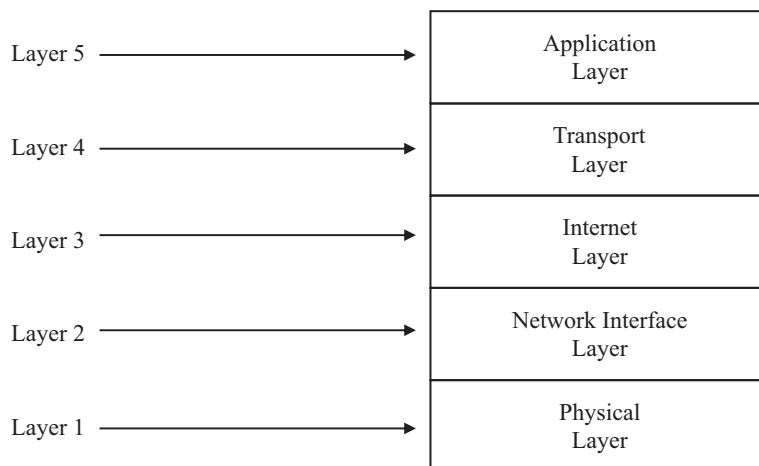 Layer 5
Application
Layer
Layer 4
Transport
Layer
Layer 3
Internet
Layer
Layer 2
Network Interface
Layer
Layer 1
Physical
Layer